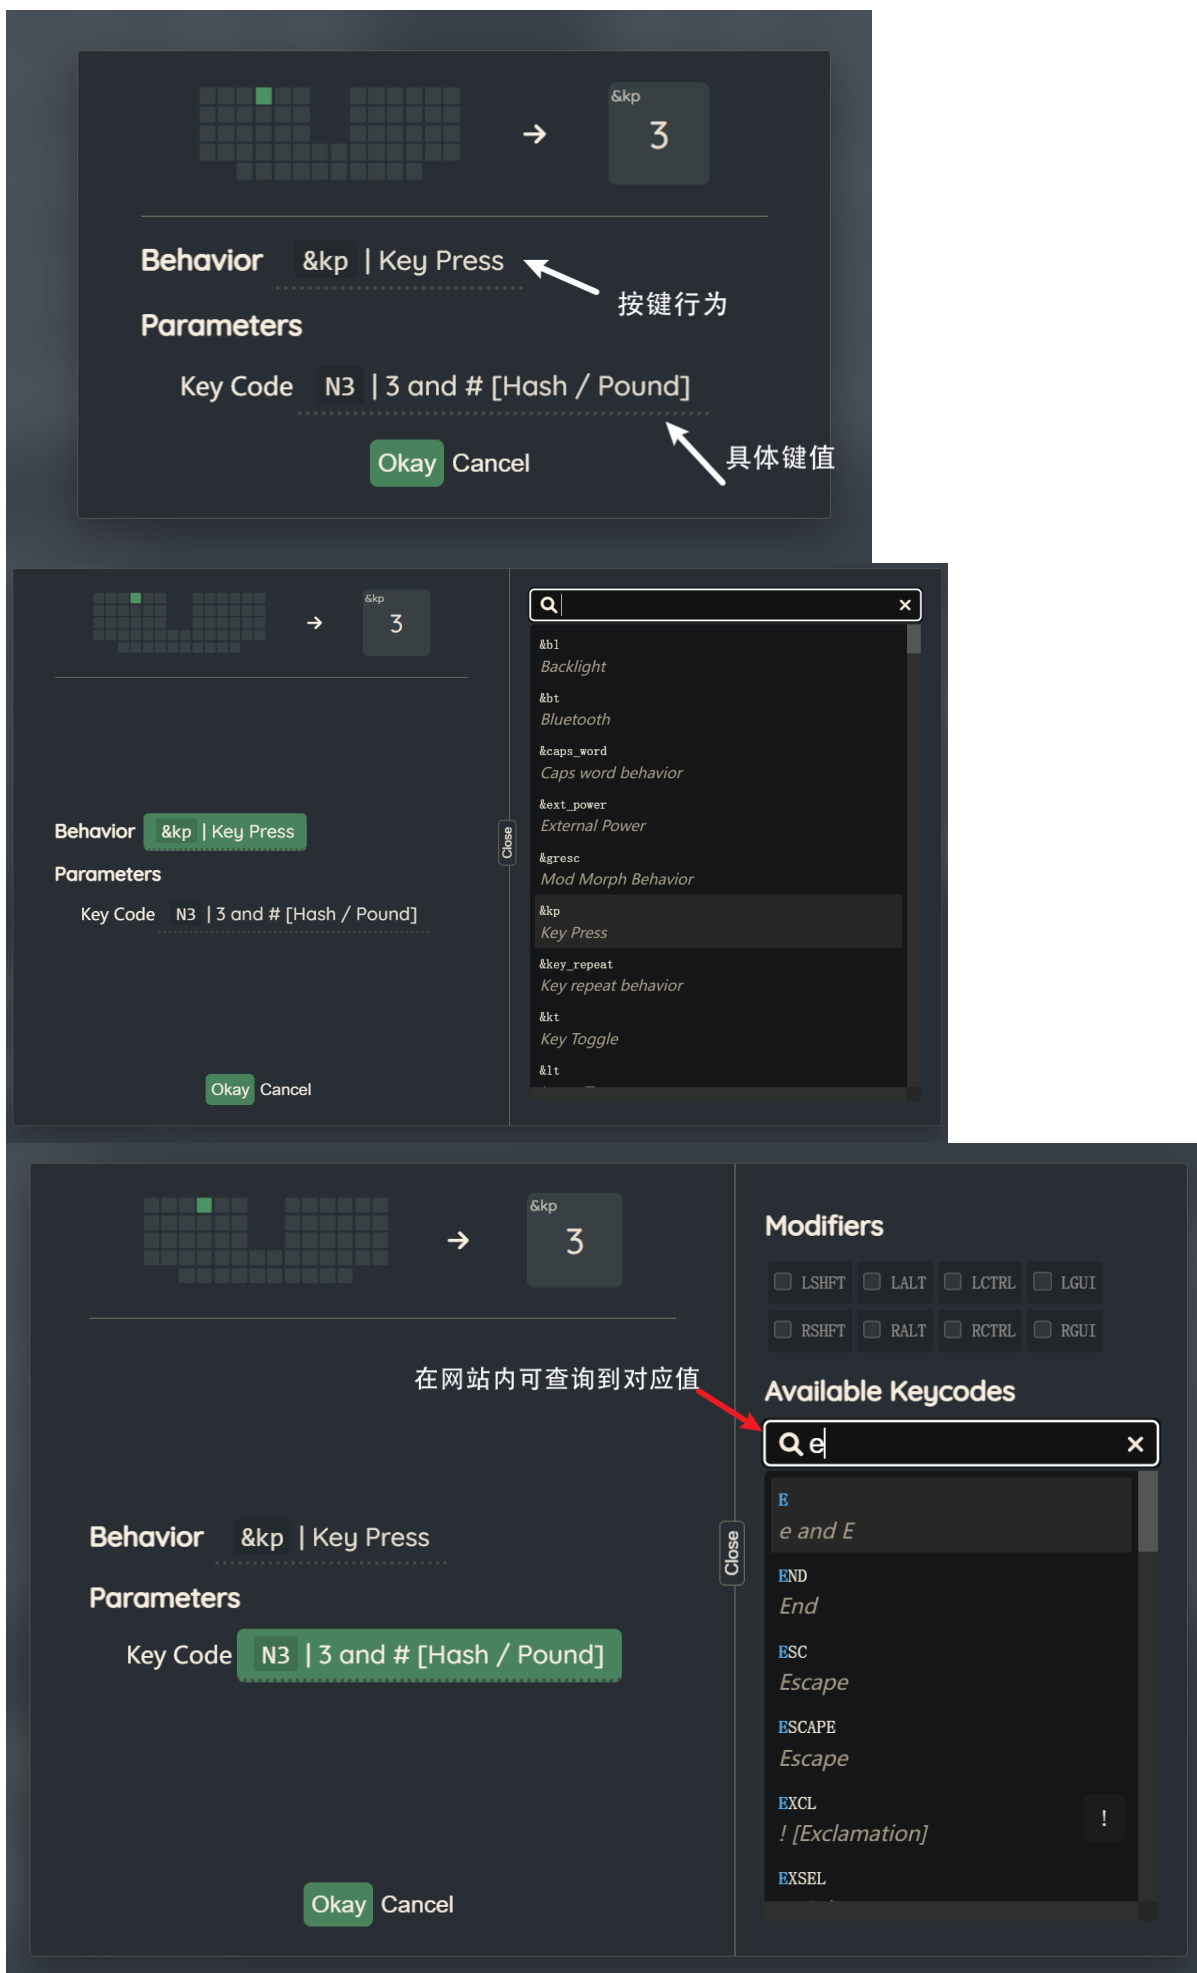 &kp
3
Behavior &kp | Key Press
按键行为
Parameters
Key Code N3 | 3 and # [Hash / Pound]
具体键值
Okay Cancel
&kp
3
Behavior &kp | Key Press
Parameters
Key Code N3 | 3 and # [Hash / Pound]
Okay Cancel
Close
&bl
Backlight
&bt
Bluetooth
&caps_word
Caps word behavior
&ext_power
External Power
&gresc
Mod Morph Behavior
&kp
Key Press
&key_repeat
Key repeat behavior
&kt
Key Toggle
&lt
&kp
3
在网站内可查询到对应值
Behavior &kp | Key Press
Parameters
Key Code N3 | 3 and # [Hash / Pound]
Okay Cancel
Close
Modifiers
LSHFT LALT LCTRL LGUI
RSHFT RALT RCTRL RGUI
Available Keycodes
e
E
e and E
END
End
ESC
Escape
ESCAPE
Escape
EXCL
! [Exclamation]
!
EXSEL